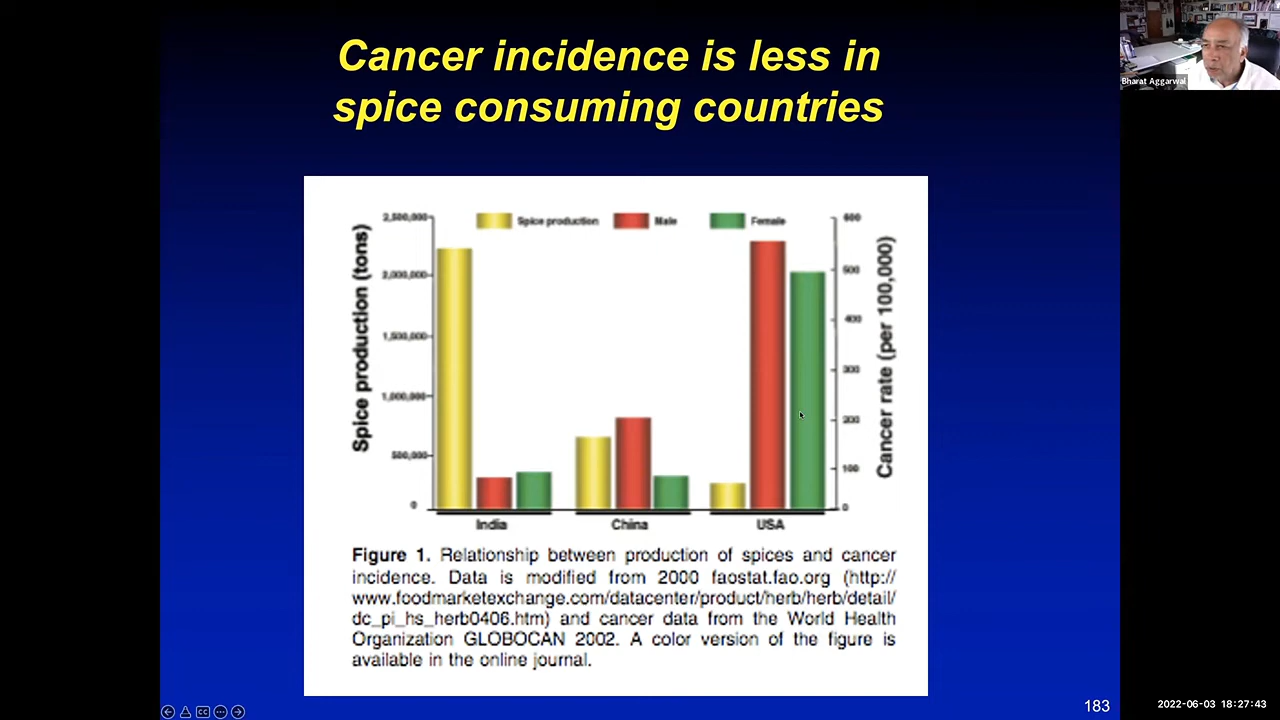 Cancer incidence is less in
spice consuming countries
Bharat Aggarwal
Spice production
Male
Female
Spice production (tons)
2,500,000
2,000,000
1,500,000
1,000,000
500,000
0
600
500
400
300
200
100
0
Cancer rate (per 100,000)
India
China
USA
Figure 1. Relationship between production of spices and cancer
incidence. Data is modified from 2000 faostat.fao.org (http://
www.foodmarketexchange.com/datacenter/product/herb/herb/detail/
dc_pi_hs_herb0406.htm) and cancer data from the World Health
Organization GLOBOCAN 2002. A color version of the figure is
available in the online journal.
183
2022-06-03 18:27:43